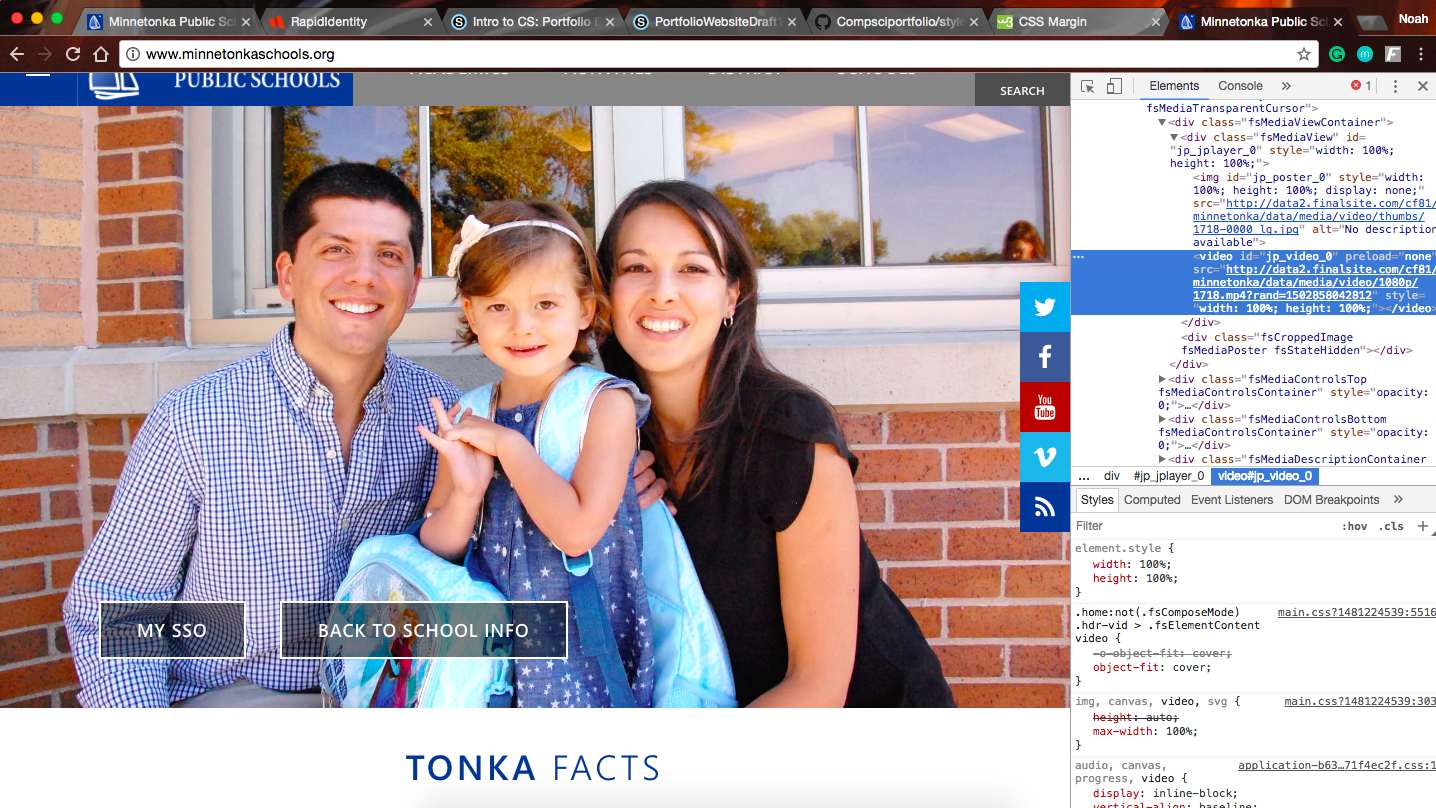 Minnetonka Public Sc
RapidIdentity
Intro to CS: Portfolio E
PortfolioWebsiteDraft1
Compsciportfolio/style
CSS Margin
Minnetonka Public Sc
Noah
www.minnetonkaschools.org
PUBLIC SCHOOLS
ACADEMICS
ACTIVITIES
DISTRICT
SCHOOLS
SEARCH
You
Tube
MY SSO
BACK TO SCHOOL INFO
TONKA FACTS
Elements
Console
»
1
fsMediaTransparentCursor">
<div class="fsMediaViewContainer">
<div class="fsMediaView" id=
"jp_jplayer_0" style="width: 100%;
height: 100%;">
<img id="jp_poster_0" style="width:
100%; height: 100%; display: none;"
src="http://data2.finalsite.com/cf81/
minnetonka/data/media/video/thumbs/
1718-0000_lg.jpg" alt="No description
available">
<video id="jp_video_0" preload="none"
src="http://data2.finalsite.com/cf81/
minnetonka/data/media/video/1080p/
1718.mp4?rand=1502858042812" style=
"width: 100%; height: 100%;"></video>
</div>
<div class="fsCroppedImage
fsMediaPoster fsStateHidden"></div>
</div>
<div class="fsMediaControlsTop
fsMediaControlsContainer" style="opacity:
0;">…</div>
<div class="fsMediaControlsBottom
fsMediaControlsContainer" style="opacity:
0;">…</div>
<div class="fsMediaDescriptionContainer
... div #jp_jplayer_0 video#jp_video_0
Styles Computed Event Listeners DOM Breakpoints »
Filter :hov .cls +
element.style {
width: 100%;
height: 100%;
}
.home:not(.fsComposeMode) main.css?1481224539:5516
.hdr-vid > .fsElementContent
video {
-o-object-fit: cover;
object-fit: cover;
}
img, canvas, video, svg { main.css?1481224539:303
height: auto;
max-width: 100%;
}
audio, canvas, application-b63…71f4ec2f.css:1
progress, video {
display: inline-block;
vertical-align: baseline;